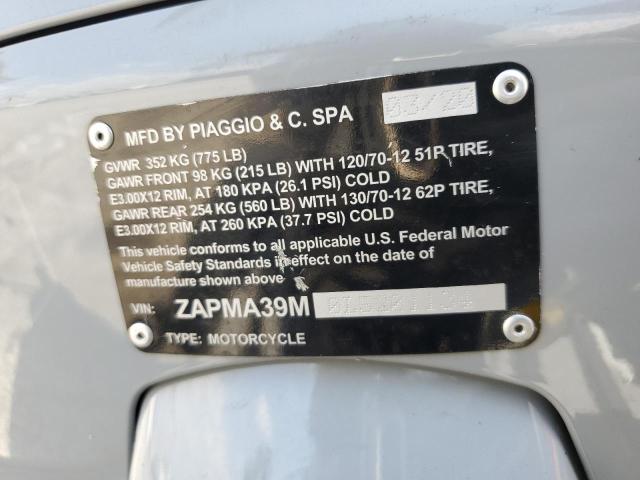 MFD BY PIAGGIO & C. SPA 03/20
GVWR 352 KG (775 LB)
GAWR FRONT 98 KG (215 LB) WITH 120/70-12 51P TIRE,
E3.00X12 RIM, AT 180 KPA (26.1 PSI) COLD
GAWR REAR 254 KG (560 LB) WITH 130/70-12 62P TIRE,
E3.00X12 RIM, AT 260 KPA (37.7 PSI) COLD
This vehicle conforms to all applicable U.S. Federal Motor
Vehicle Safety Standards in effect on the date of
manufacture shown above
VIN: ZAPMA39M
TYPE: MOTORCYCLE